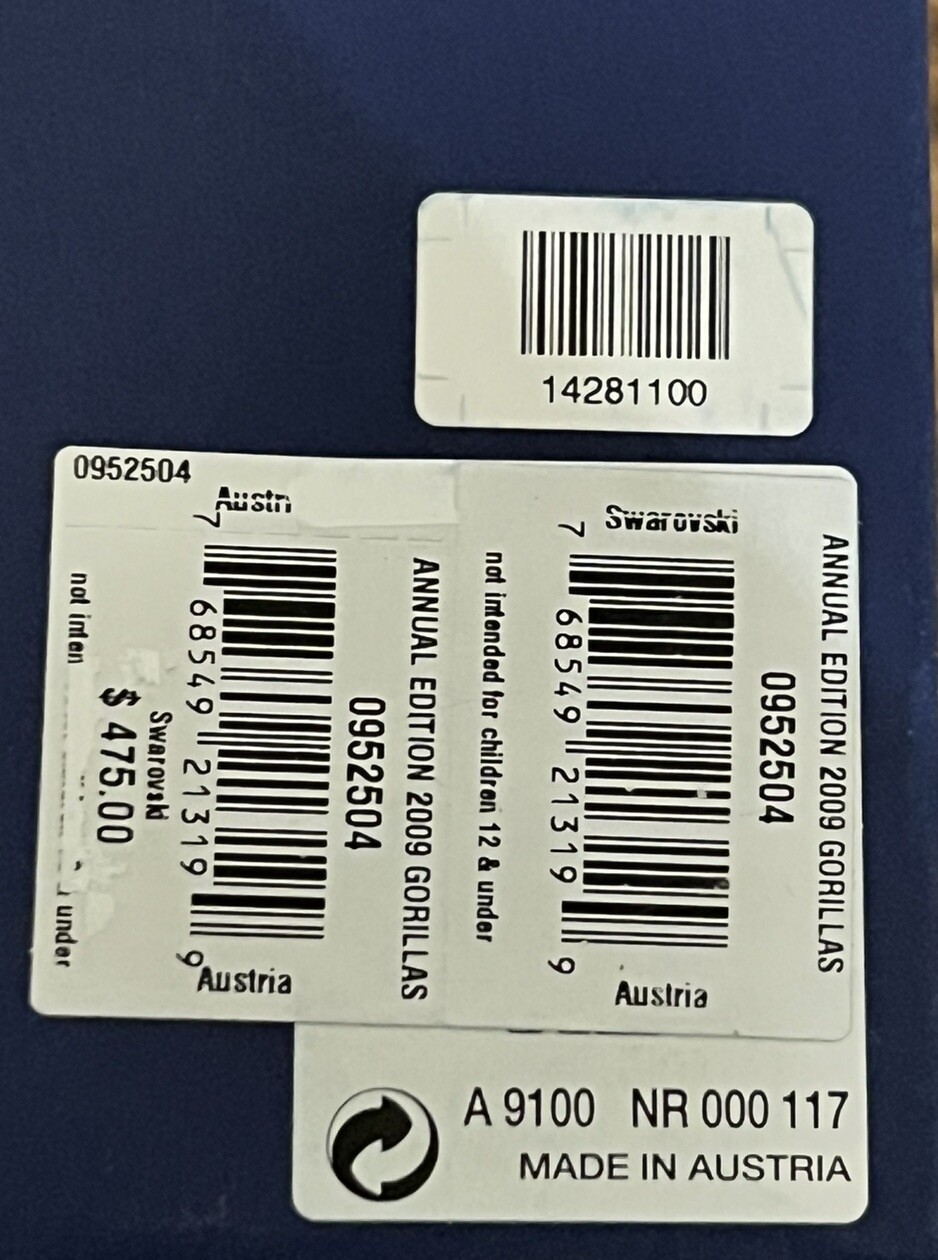 14281100
0952504
Austri
ANNUAL EDITION 2009 GORILLAS
0952504
7 68549 21319 9
Austria
Swarovski
$ 475.00
not inten
under
Swarovski
ANNUAL EDITION 2009 GORILLAS
0952504
7 68549 21319 9
not intended for children 12 & under
Austria
A 9100 NR 000 117
MADE IN AUSTRIA